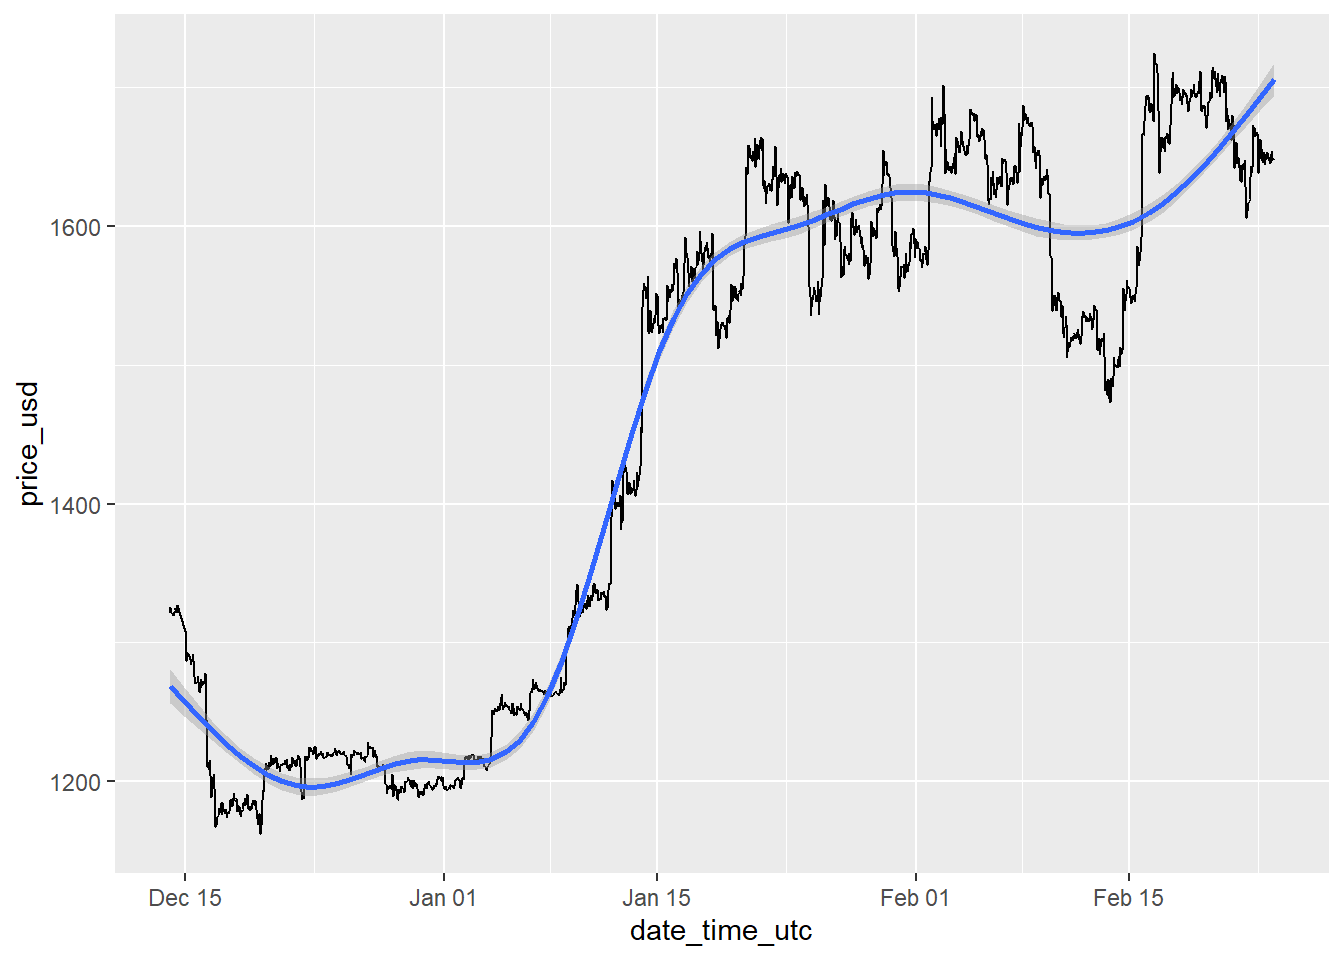 price_usd
1600
1400
1200
Dec 15
Jan 01
Jan 15
Feb 01
Feb 15
date_time_utc